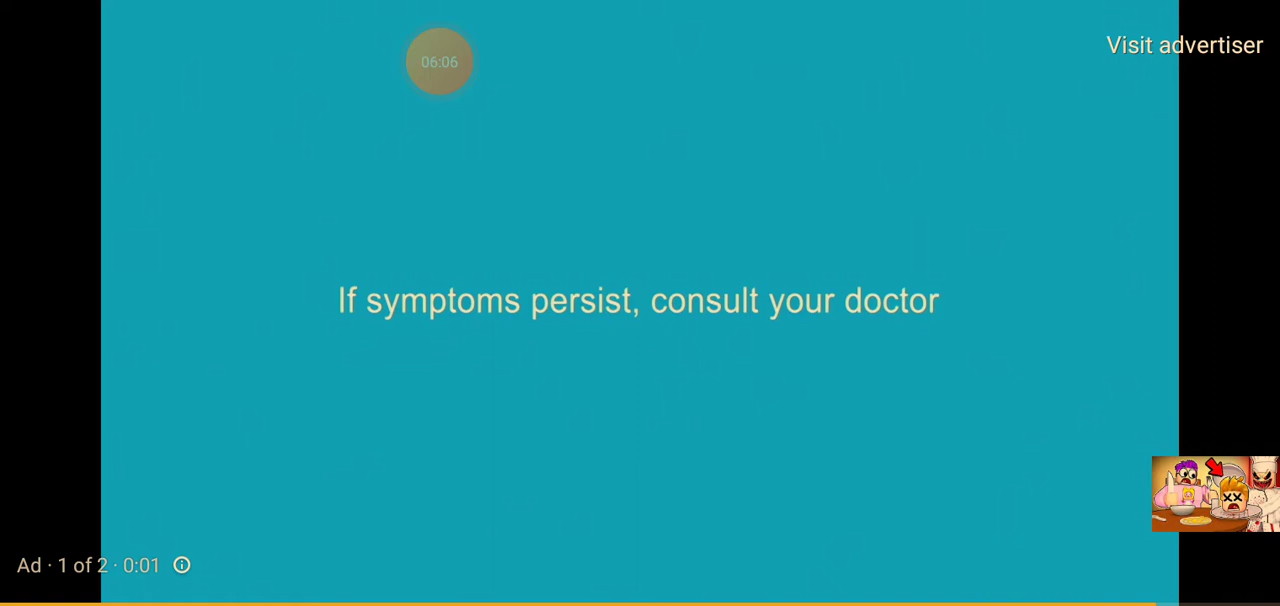 06:06
Visit advertiser
If symptoms persist, consult your doctor
Ad · 1 of 2 · 0:01